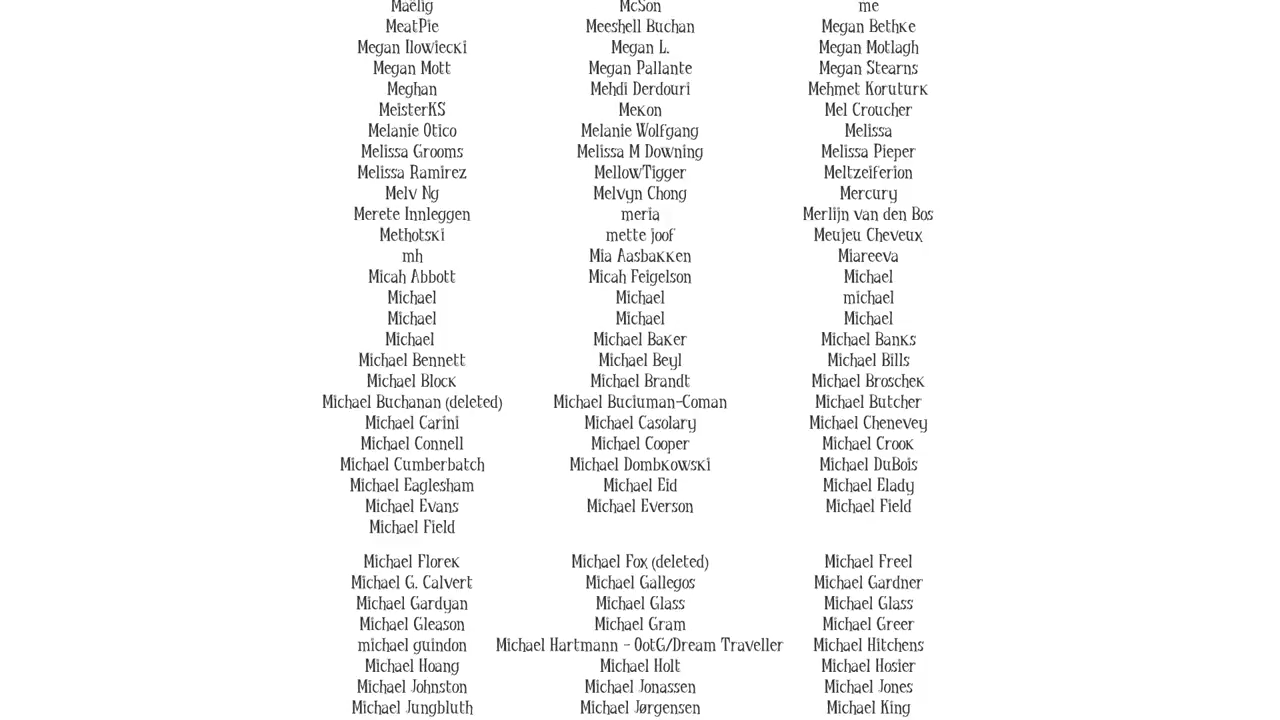 Maëlig McSon me
MeatPie Meeshell Buchan Megan Bethke
Megan Ilowiecki Megan L. Megan Motlagh
Megan Mott Megan Pallante Megan Stearns
Meghan Mehdi Derdouri Mehmet Koruturk
MeisterKS Mekon Mel Croucher
Melanie Otico Melanie Wolfgang Melissa
Melissa Grooms Melissa M Downing Melissa Pieper
Melissa Ramirez MellowTigger Meltzeiferion
Melv Ng Melvyn Chong Mercury
Merete Innleggen meria Merlijn van den Bos
Methotski mette joof Meujeu Cheveux
mh Mia Aasbakken Miareeva
Micah Abbott Micah Feigelson Michael
Michael Michael michael
Michael Michael Michael
Michael Michael Baker Michael Banks
Michael Bennett Michael Beyl Michael Bills
Michael Block Michael Brandt Michael Broschek
Michael Buchanan (deleted) Michael Buciuman-Coman Michael Butcher
Michael Carini Michael Casolary Michael Chenevey
Michael Connell Michael Cooper Michael Crook
Michael Cumberbatch Michael Dombkowski Michael DuBois
Michael Eaglesham Michael Eid Michael Elady
Michael Evans Michael Everson Michael Field
Michael Field
Michael Florek Michael Fox (deleted) Michael Freel
Michael G. Calvert Michael Gallegos Michael Gardner
Michael Gardyan Michael Glass Michael Glass
Michael Gleason Michael Gram Michael Greer
michael guindon Michael Hartmann - OotG/Dream Traveller Michael Hitchens
Michael Hoang Michael Holt Michael Hosier
Michael Johnston Michael Jonassen Michael Jones
Michael Jungbluth Michael Jørgensen Michael King